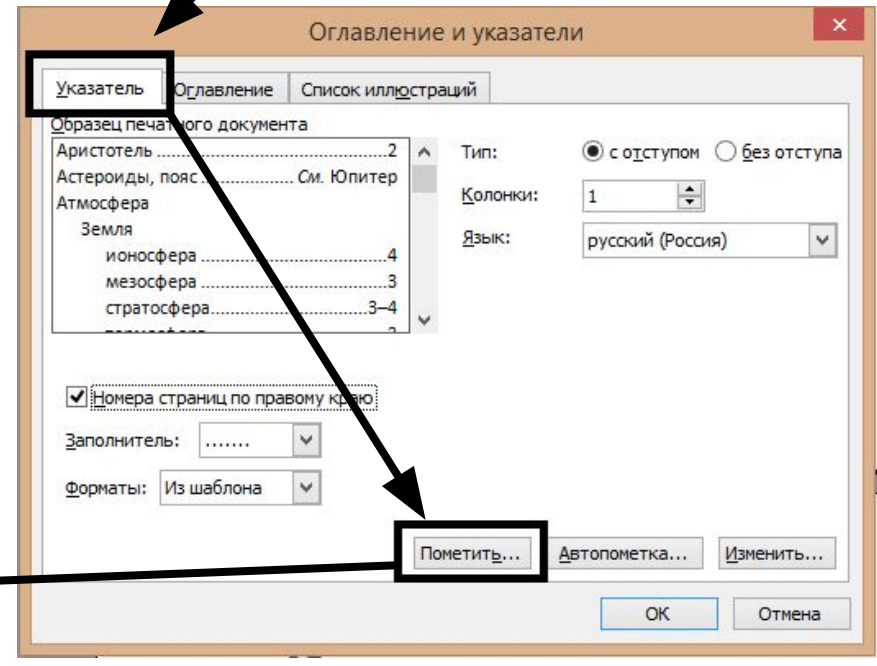 Оглавление и указатели
Указатель Оглавление Список иллюстраций
Образец печатного документа
Аристотель ........................................2
Астероиды, пояс ................. См. Юпитер
Атмосфера
Земля
ионосфера ................................4
мезосфера ................................3
стратосфера............................3–4
Тип: с отступом без отступа
Колонки: 1
Язык: русский (Россия)
Номера страниц по правому краю
Заполнитель: .......
Форматы: Из шаблона
Пометить... Автопометка... Изменить...
ОК Отмена